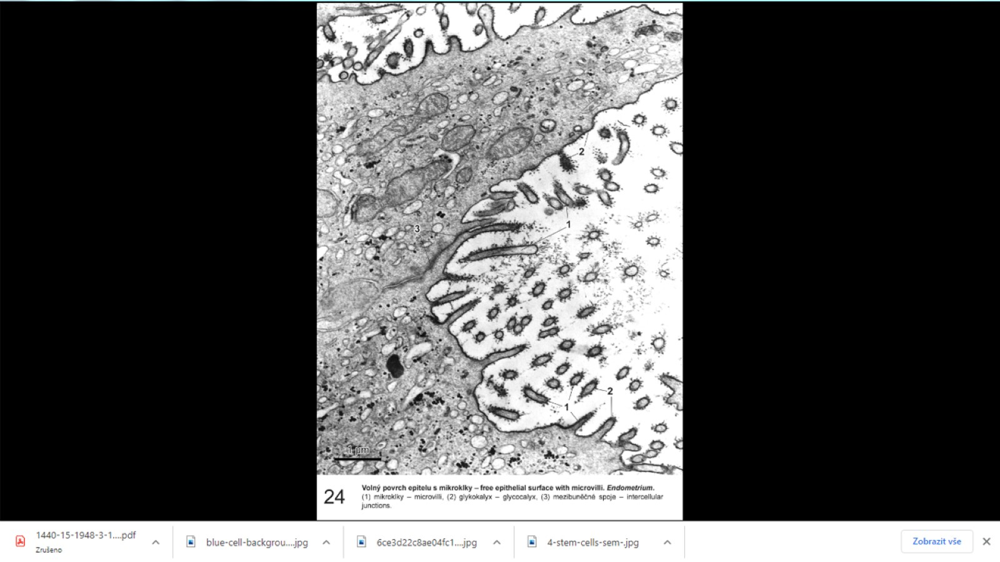 2
1
3
2
1
1 µm
24
Volný povrch epitelu s mikroklky – free epithelial surface with microvilli. Endometrium.
(1) mikroklky – microvilli, (2) glykokalyx – glycocalyx, (3) mezibuněčné spoje – intercellular
junctions.
1440-15-1948-3-1....pdf
Zrušeno
blue-cell-backgrou....jpg
6ce3d22c8ae04fc1....jpg
4-stem-cells-sem-.jpg
Zobrazit vše